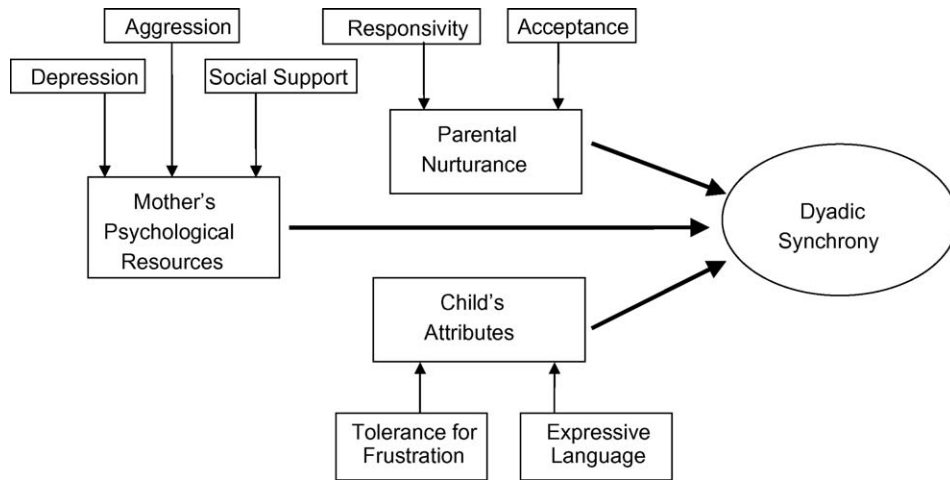 Aggression
Responsivity
Acceptance
Depression
Social Support
Parental
Nurturance
Mother's
Psychological
Resources
Dyadic
Synchrony
Child's
Attributes
Tolerance for
Frustration
Expressive
Language